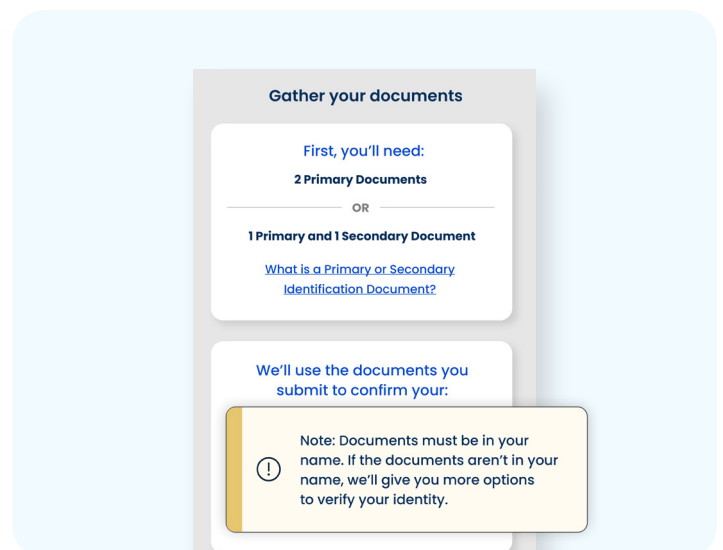 Gather your documents
First, you’ll need:
2 Primary Documents
OR
1 Primary and 1 Secondary Document
What is a Primary or Secondary
Identification Document?
We’ll use the documents you
submit to confirm your:
Note: Documents must be in your
name. If the documents aren’t in your
name, we’ll give you more options
to verify your identity.